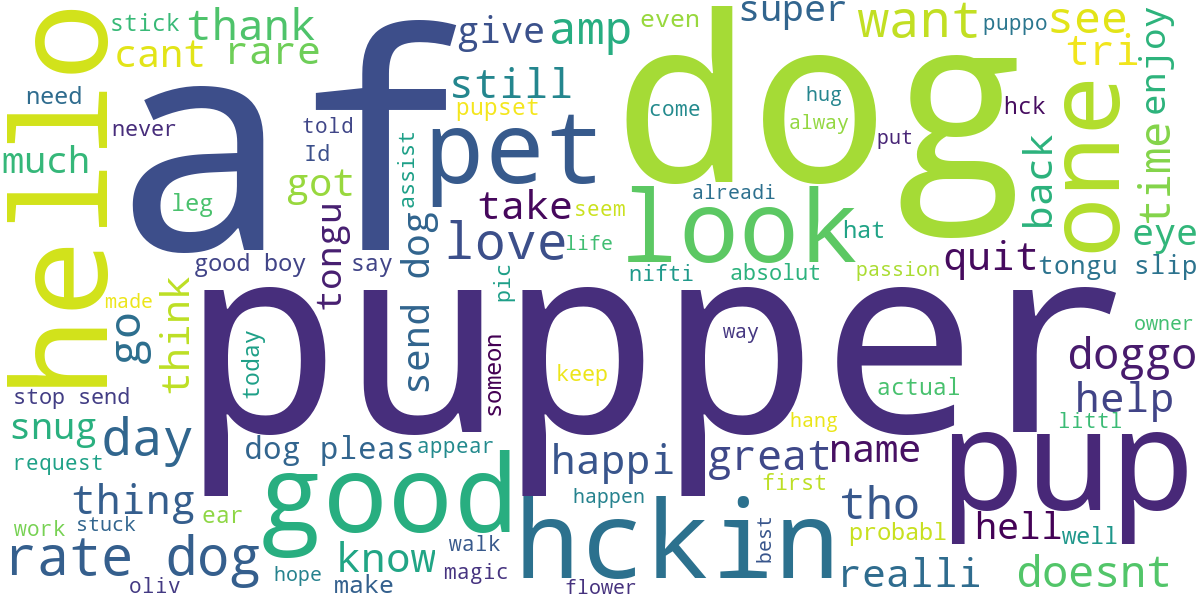 hello
stick
thank
cant
rare
need
never
much
af
give
amp
even
super
want
puppo
see
tri
enjoy
still
pupset
pet
dog
come
hug
alway
put
hck
one
back
time
told
Id
got
assist
leg
tongu
take
seem
alreadi
look
hat
eye
love
life
good boy
say
send dog
pic
nifti
absolut
passion
quit
tongu slip
made
go
think
today
pupper
way
owner
doggo
someon
keep
actual
help
stop send
hang
littl
snug
day
dog pleas
appear
happi
great
name
pup
request
thing
good
happen
first
tho
hell
well
work
stuck
ear
hckin
best
probabl
rate dog
know
walk
magic
realli
doesnt
oliv
hope
make
flower